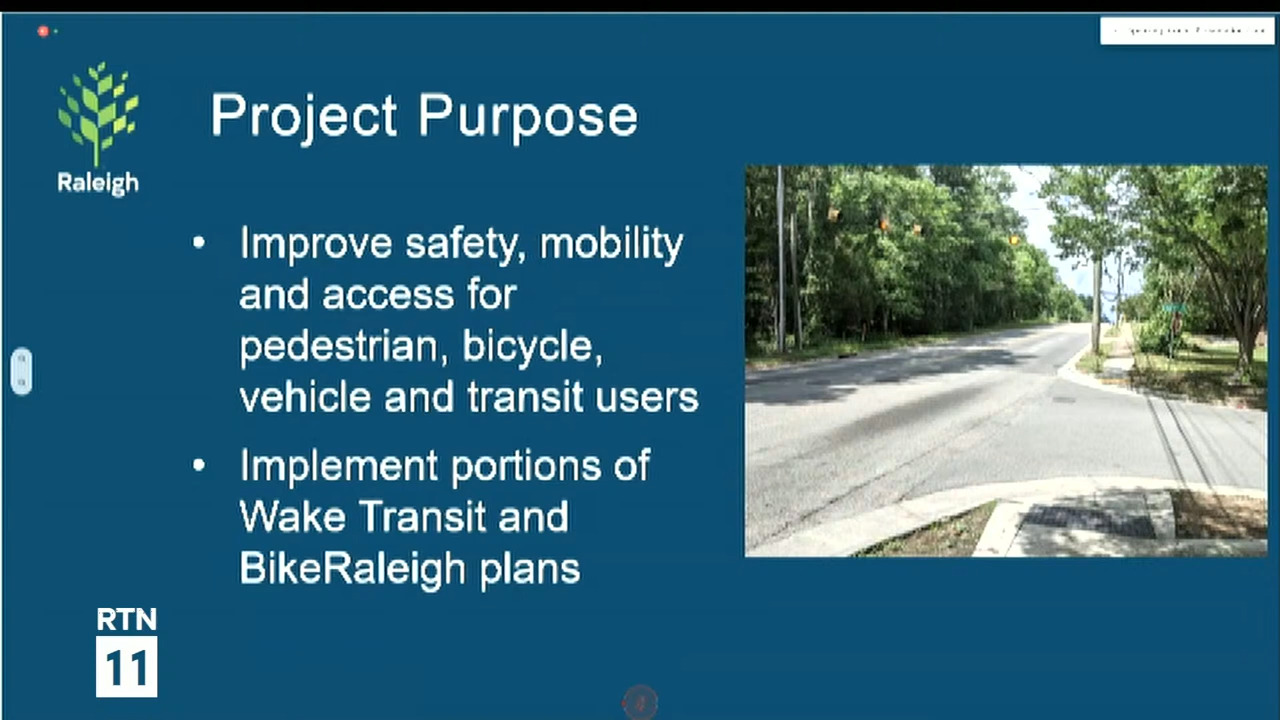 Raleigh
Project Purpose
• Improve safety, mobility
and access for
pedestrian, bicycle,
vehicle and transit users
• Implement portions of
Wake Transit and
BikeRaleigh plans
RTN
11